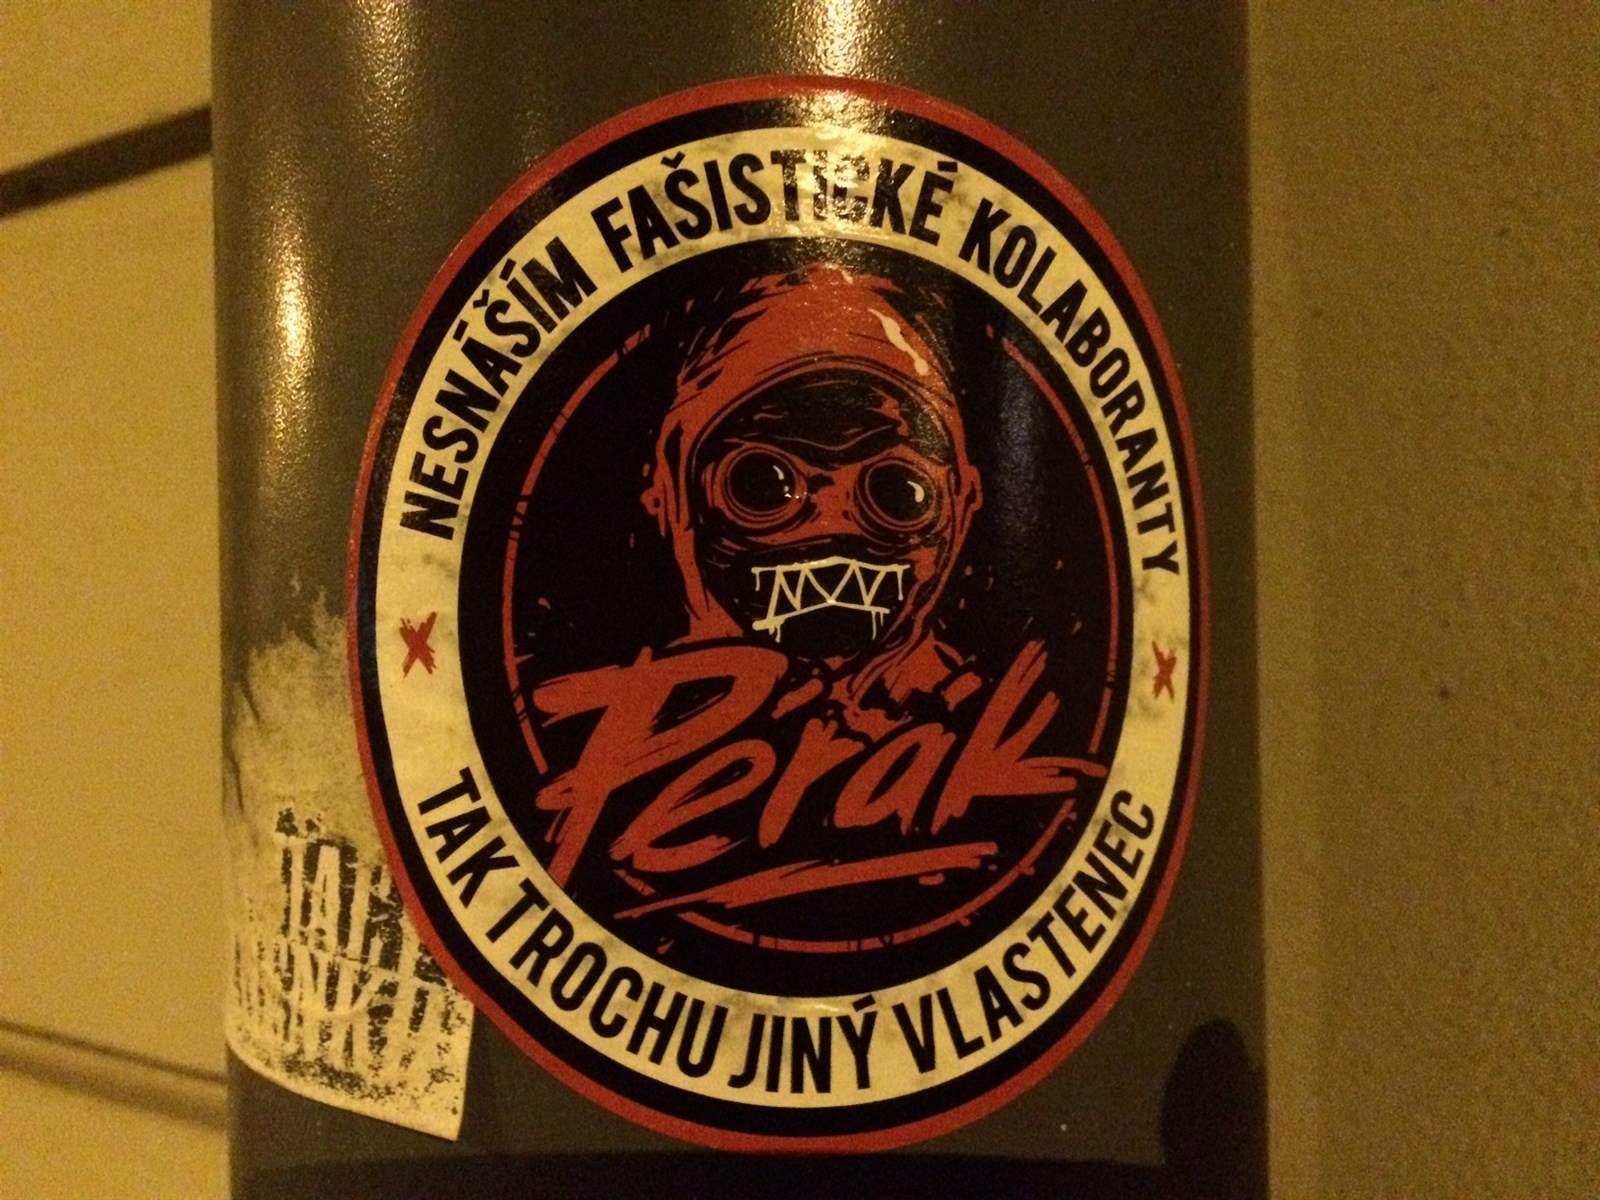 NESNÁŠÍM FAŠISTICKÉ KOLABORANTY
Pérák
TAK TROCHU JINÝ VLASTENEC